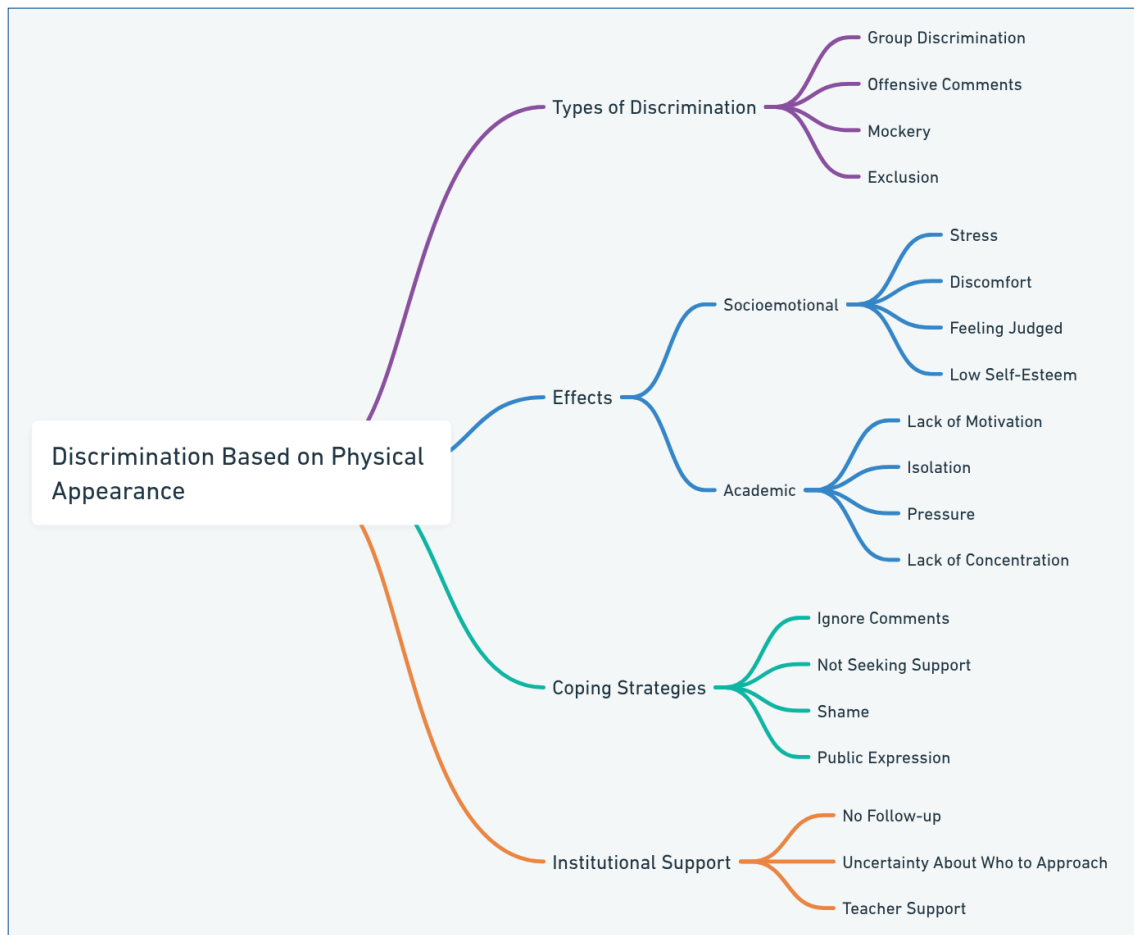 Discrimination Based on Physical
Appearance
Types of Discrimination
Group Discrimination
Offensive Comments
Mockery
Exclusion
Effects
Socioemotional
Stress
Discomfort
Feeling Judged
Low Self-Esteem
Academic
Lack of Motivation
Isolation
Pressure
Lack of Concentration
Coping Strategies
Ignore Comments
Not Seeking Support
Shame
Public Expression
Institutional Support
No Follow-up
Uncertainty About Who to Approach
Teacher Support